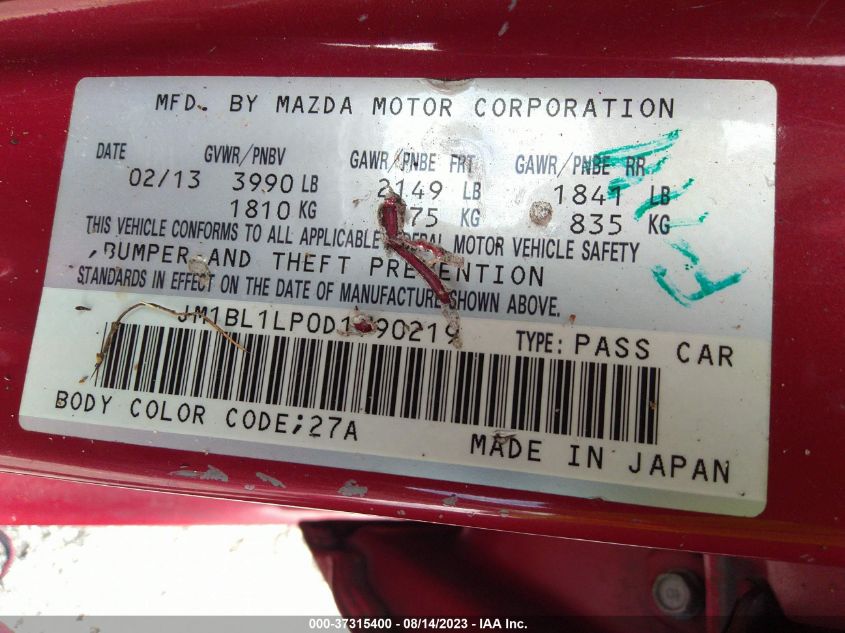 MFD. BY MAZDA MOTOR CORPORATION
DATE GVWR/PNBV GAWR/PNBE FRT GAWR/PNBE RR
02/13 3990 LB 2149 LB 1841 LB
1810 KG KG 835 KG
THIS VEHICLE CONFORMS TO ALL APPLICABLE FEDERAL MOTOR VEHICLE SAFETY
,BUMPER AND THEFT PREVENTION
STANDARDS IN EFFECT ON THE DATE OF MANUFACTURE SHOWN ABOVE.
TYPE: PASS CAR
BODY COLOR CODE;27A
MADE IN JAPAN
000-37315400 - 08/14/2023 - IAA Inc.